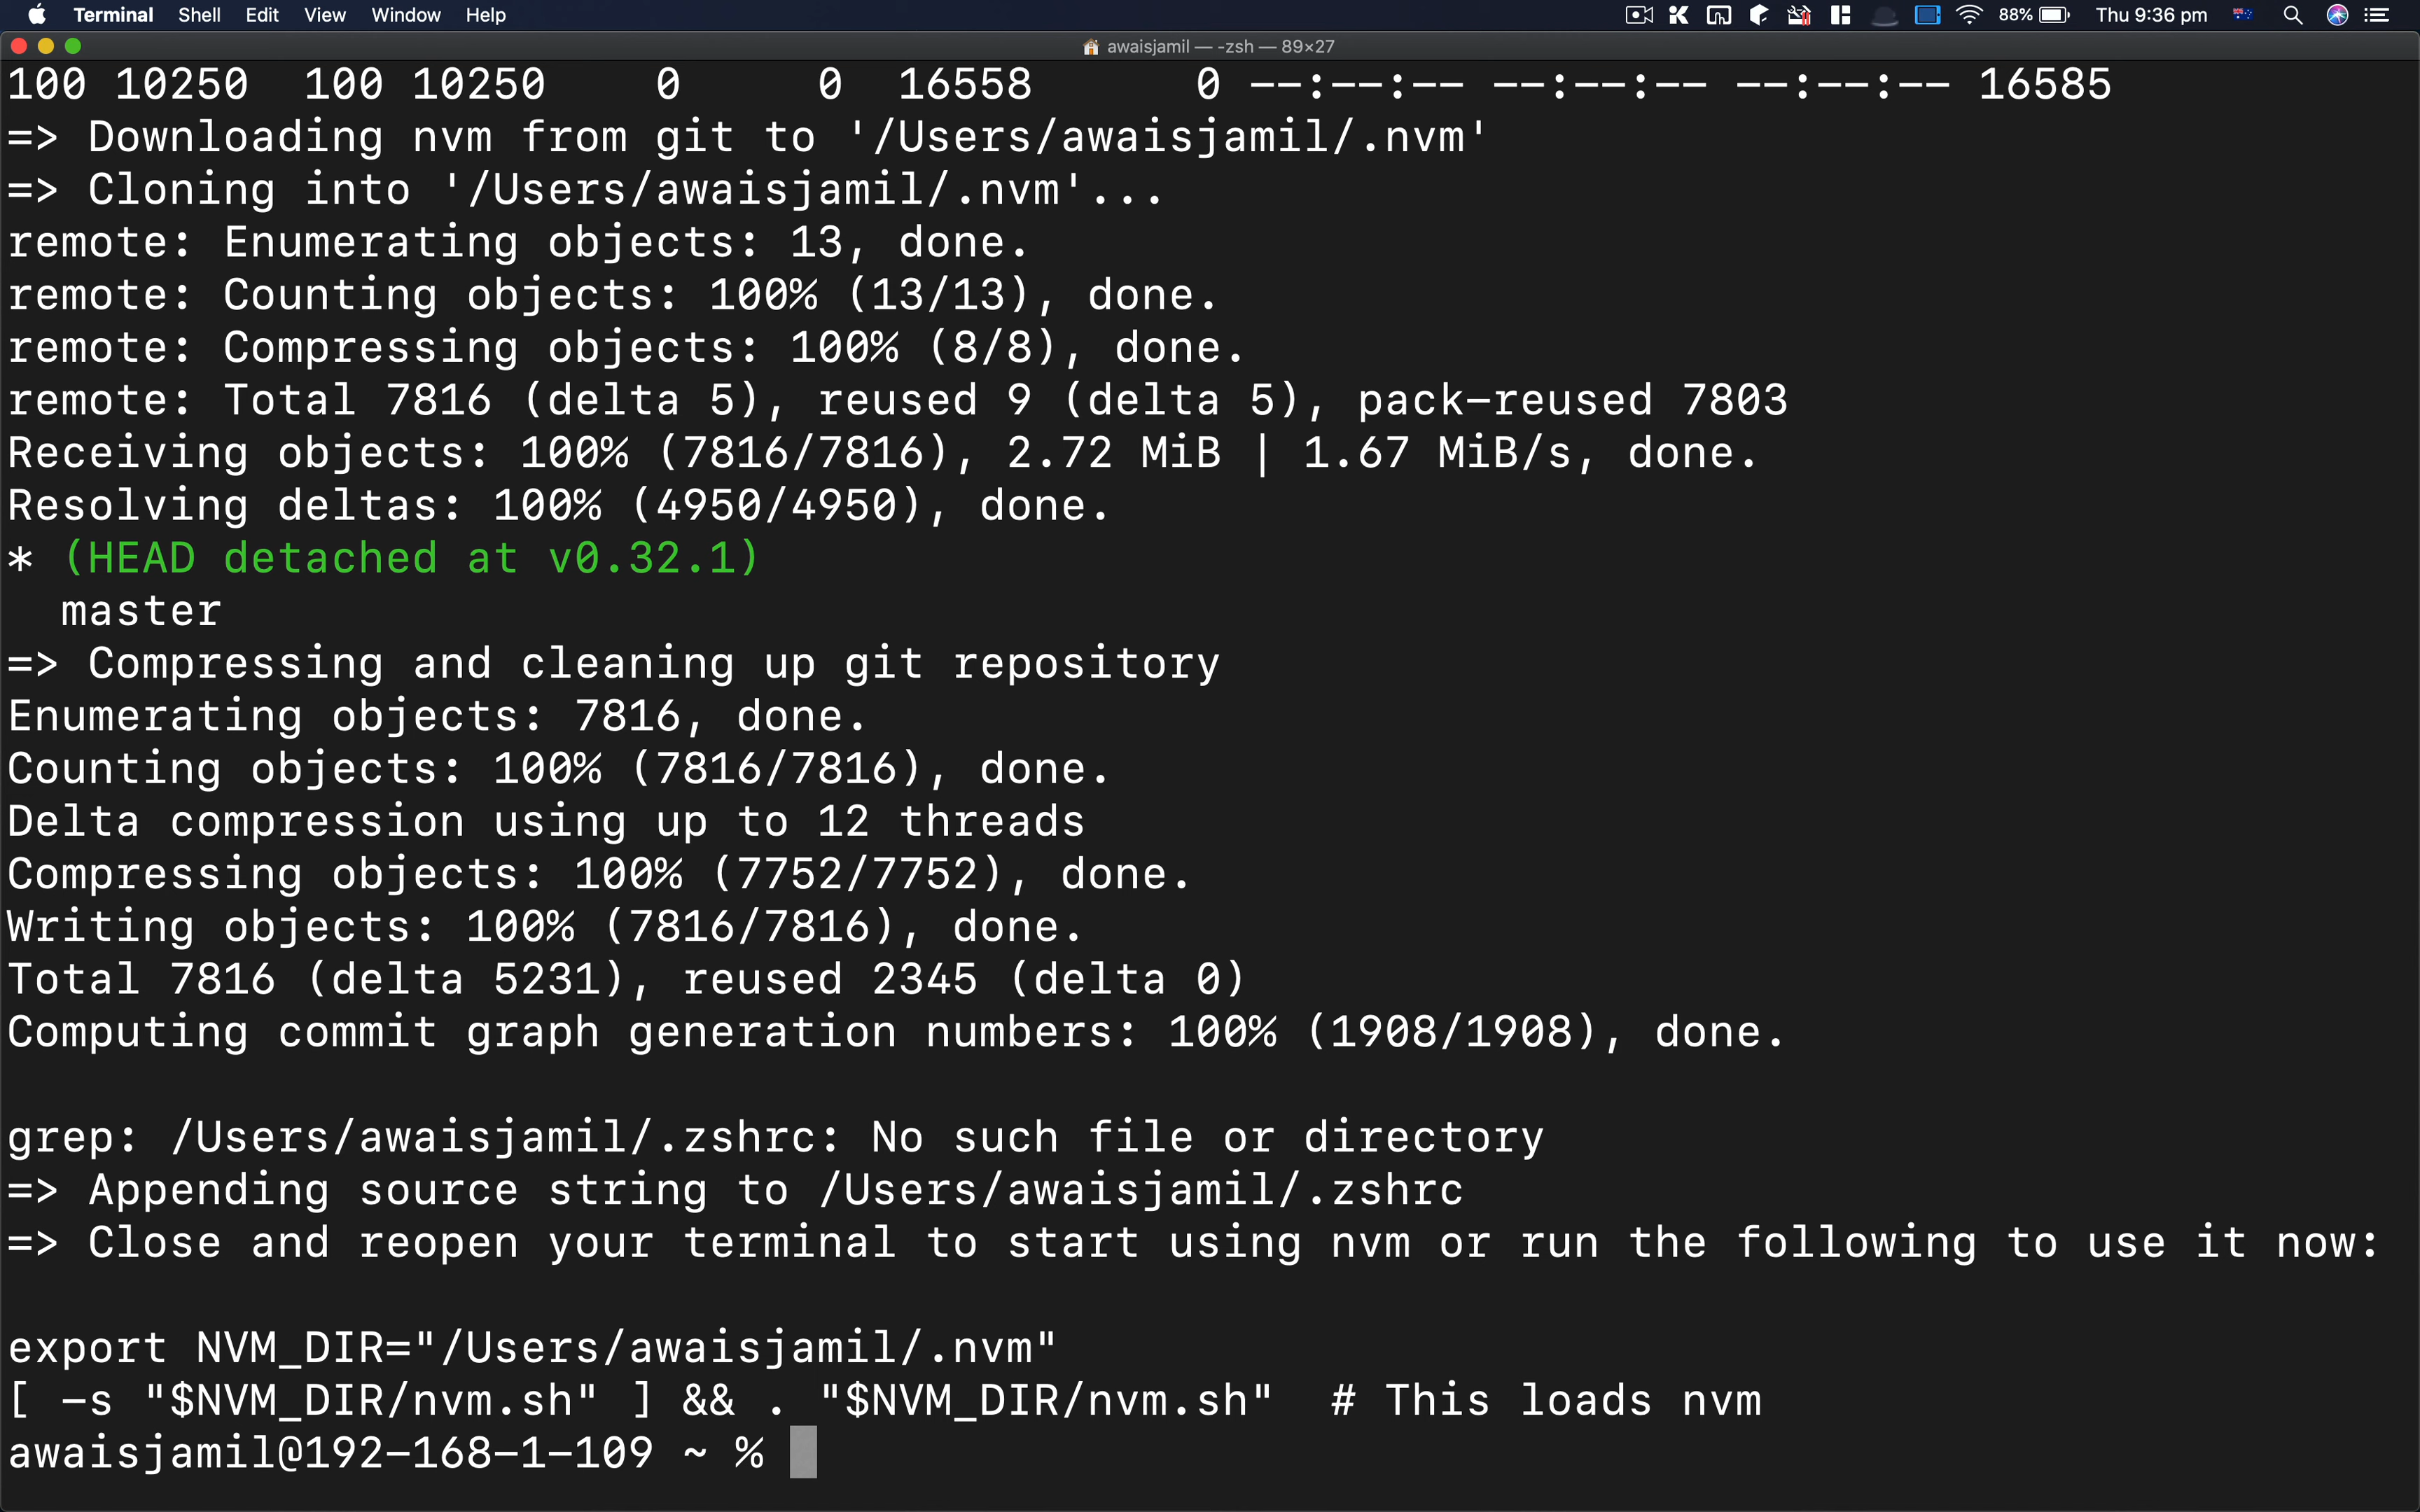 Terminal Shell Edit View Window Help 88% Thu 9:36 pm
awaisjamil — -zsh — 89×27
100 10250  100 10250    0     0  16558      0 --:--:-- --:--:-- --:--:-- 16585
=> Downloading nvm from git to '/Users/awaisjamil/.nvm'
=> Cloning into '/Users/awaisjamil/.nvm'...
remote: Enumerating objects: 13, done.
remote: Counting objects: 100% (13/13), done.
remote: Compressing objects: 100% (8/8), done.
remote: Total 7816 (delta 5), reused 9 (delta 5), pack-reused 7803
Receiving objects: 100% (7816/7816), 2.72 MiB | 1.67 MiB/s, done.
Resolving deltas: 100% (4950/4950), done.
* (HEAD detached at v0.32.1)
  master
=> Compressing and cleaning up git repository
Enumerating objects: 7816, done.
Counting objects: 100% (7816/7816), done.
Delta compression using up to 12 threads
Compressing objects: 100% (7752/7752), done.
Writing objects: 100% (7816/7816), done.
Total 7816 (delta 5231), reused 2345 (delta 0)
Computing commit graph generation numbers: 100% (1908/1908), done.
grep: /Users/awaisjamil/.zshrc: No such file or directory
=> Appending source string to /Users/awaisjamil/.zshrc
=> Close and reopen your terminal to start using nvm or run the following to use it now:
export NVM_DIR="/Users/awaisjamil/.nvm"
[ -s "$NVM_DIR/nvm.sh" ] && . "$NVM_DIR/nvm.sh"  # This loads nvm
awaisjamil@192-168-1-109 ~ %